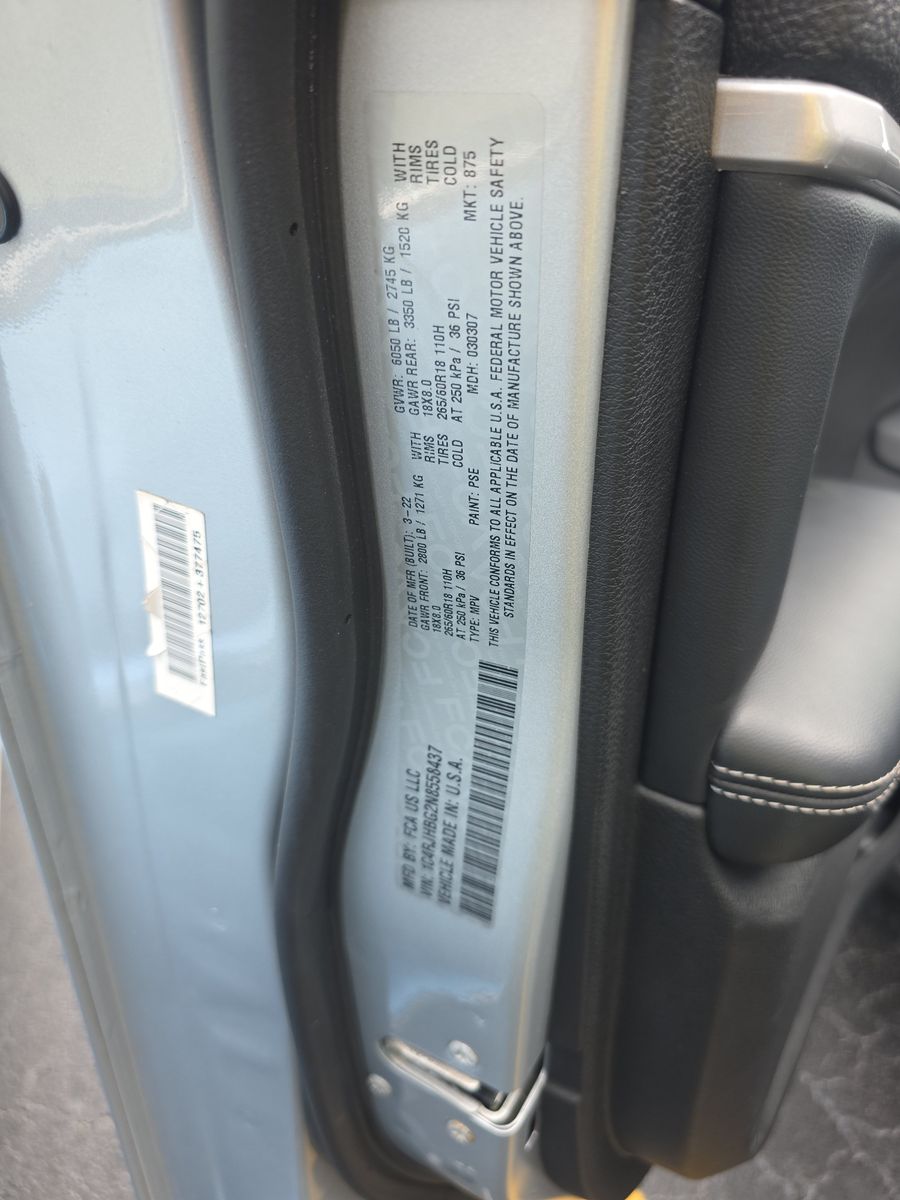 MFD BY: FCA US LLC
VIN: 1C4RJHBG2N8558437
VEHICLE MADE IN: U.S.A.
DATE OF MFR (BUILT): 3-22
GAWR FRONT: 2800 LB / 1271 KG WITH
18X8.0 RIMS
265/60R18 110H TIRES
AT 250 kPa / 36 PSI COLD
TYPE: MPV PAINT: PSE
GVWR: 6050 LB / 2745 KG
GAWR REAR: 3350 LB / 1520 KG WITH
18X8.0 RIMS
265/60R18 110H TIRES
AT 250 kPa / 36 PSI COLD
MDH: 030307 MKT: 875
THIS VEHICLE CONFORMS TO ALL APPLICABLE U.S.A. FEDERAL MOTOR VEHICLE SAFETY
STANDARDS IN EFFECT ON THE DATE OF MANUFACTURE SHOWN ABOVE.
377475